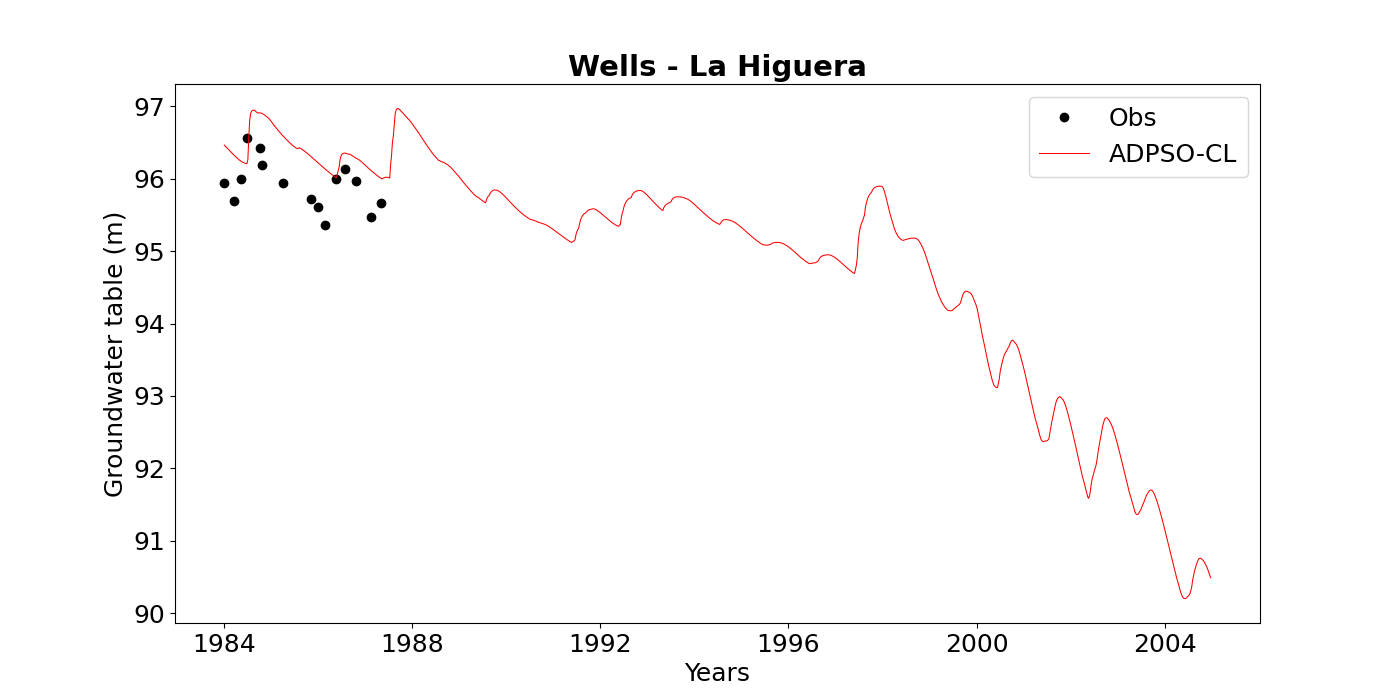 Wells - La Higuera
Obs
ADPSO-CL
Groundwater table (m)
97
96
95
94
93
92
91
90
1984 1988 1992 1996 2000 2004
Years